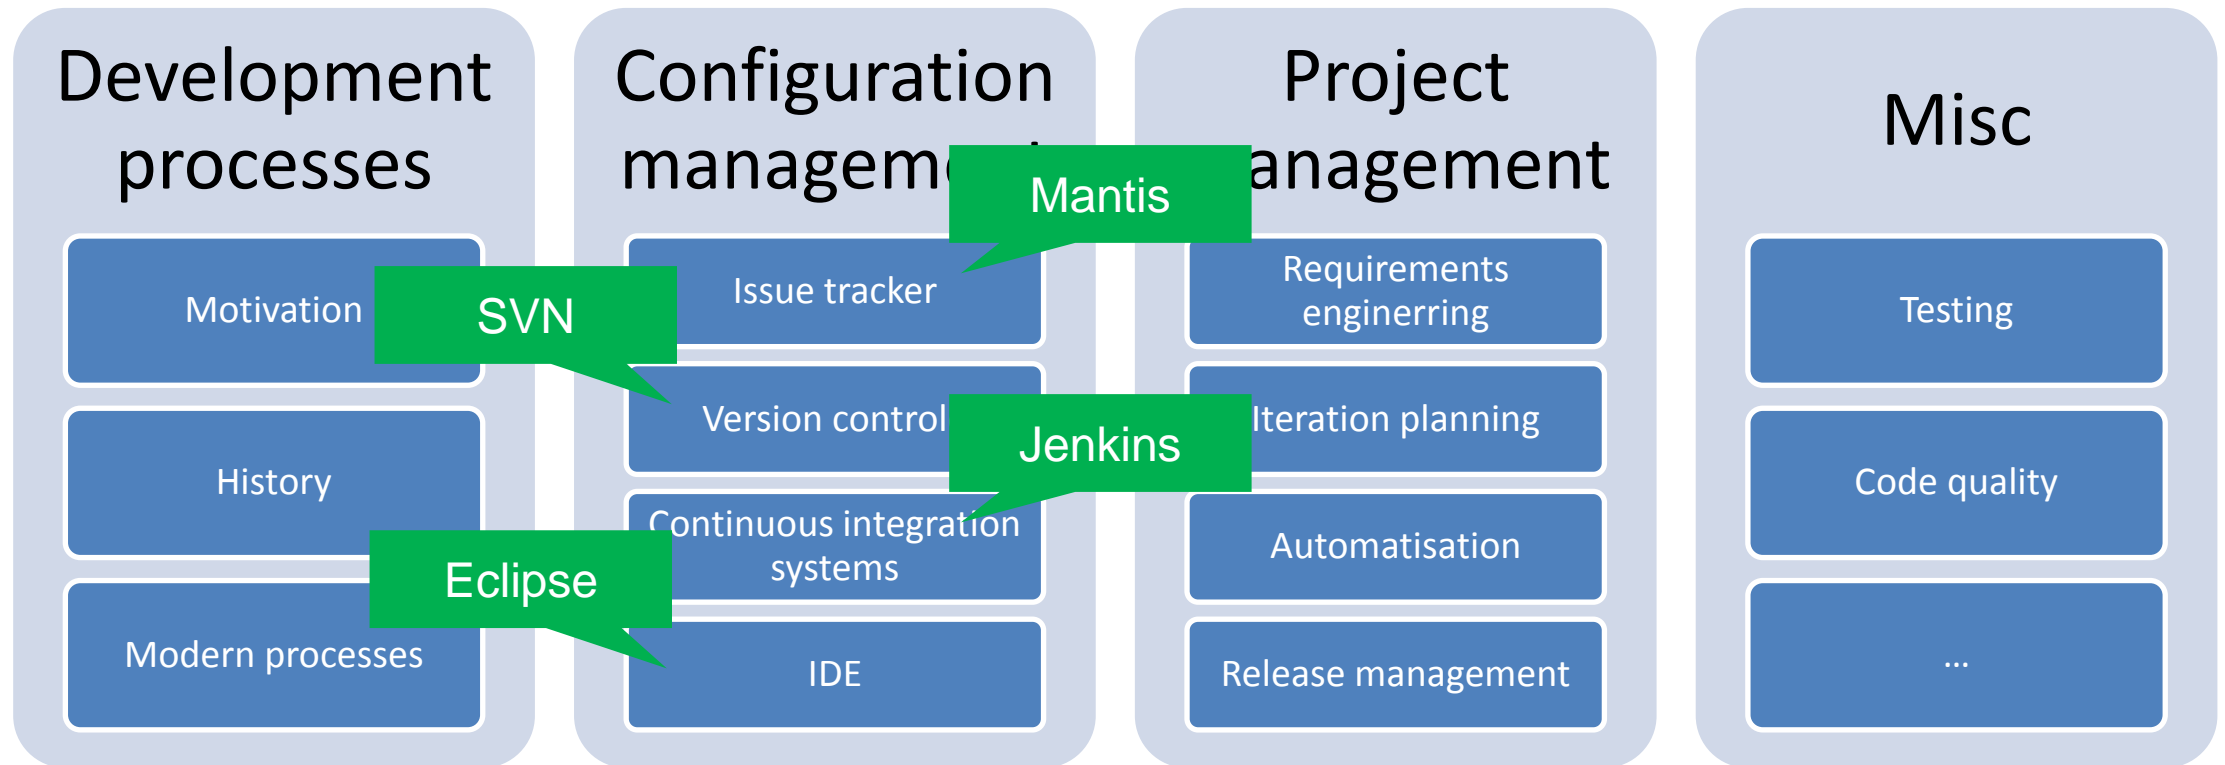 Development
processes
Motivation
History
Modern processes
Configuration
managem
Issue tracker
Version control
Continuous integration
systems
IDE
Project
anagement
Requirements
enginerring
Iteration planning
Automatisation
Release management
Misc
Testing
Code quality
...
Mantis
SVN
Jenkins
Eclipse